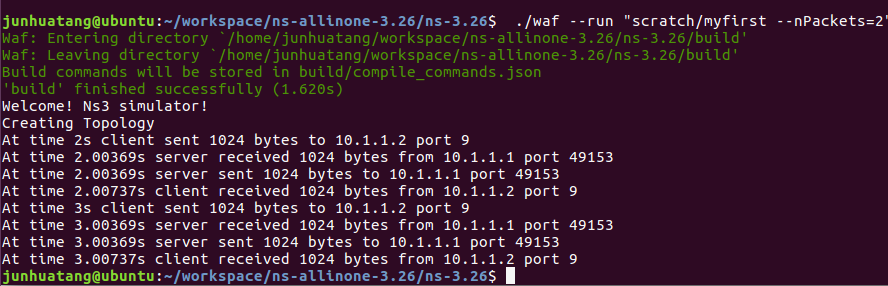 junhuatang@ubuntu:~/workspace/ns-allinone-3.26/ns-3.26$ ./waf --run "scratch/myfirst --nPackets=2"
Waf: Entering directory `/home/junhuatang/workspace/ns-allinone-3.26/ns-3.26/build'
Waf: Leaving directory `/home/junhuatang/workspace/ns-allinone-3.26/ns-3.26/build'
Build commands will be stored in build/compile_commands.json
'build' finished successfully (1.620s)
Welcome! Ns3 simulator!
Creating Topology
At time 2s client sent 1024 bytes to 10.1.1.2 port 9
At time 2.00369s server received 1024 bytes from 10.1.1.1 port 49153
At time 2.00369s server sent 1024 bytes to 10.1.1.1 port 49153
At time 2.00737s client received 1024 bytes from 10.1.1.2 port 9
At time 3s client sent 1024 bytes to 10.1.1.2 port 9
At time 3.00369s server received 1024 bytes from 10.1.1.1 port 49153
At time 3.00369s server sent 1024 bytes to 10.1.1.1 port 49153
At time 3.00737s client received 1024 bytes from 10.1.1.2 port 9
junhuatang@ubuntu:~/workspace/ns-allinone-3.26/ns-3.26$